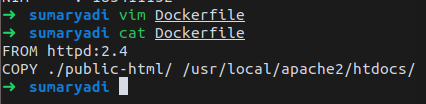 ➜ sumaryadi vim Dockerfile
➜ sumaryadi cat Dockerfile
FROM httpd:2.4
COPY ./public-html/ /usr/local/apache2/htdocs/
➜ sumaryadi